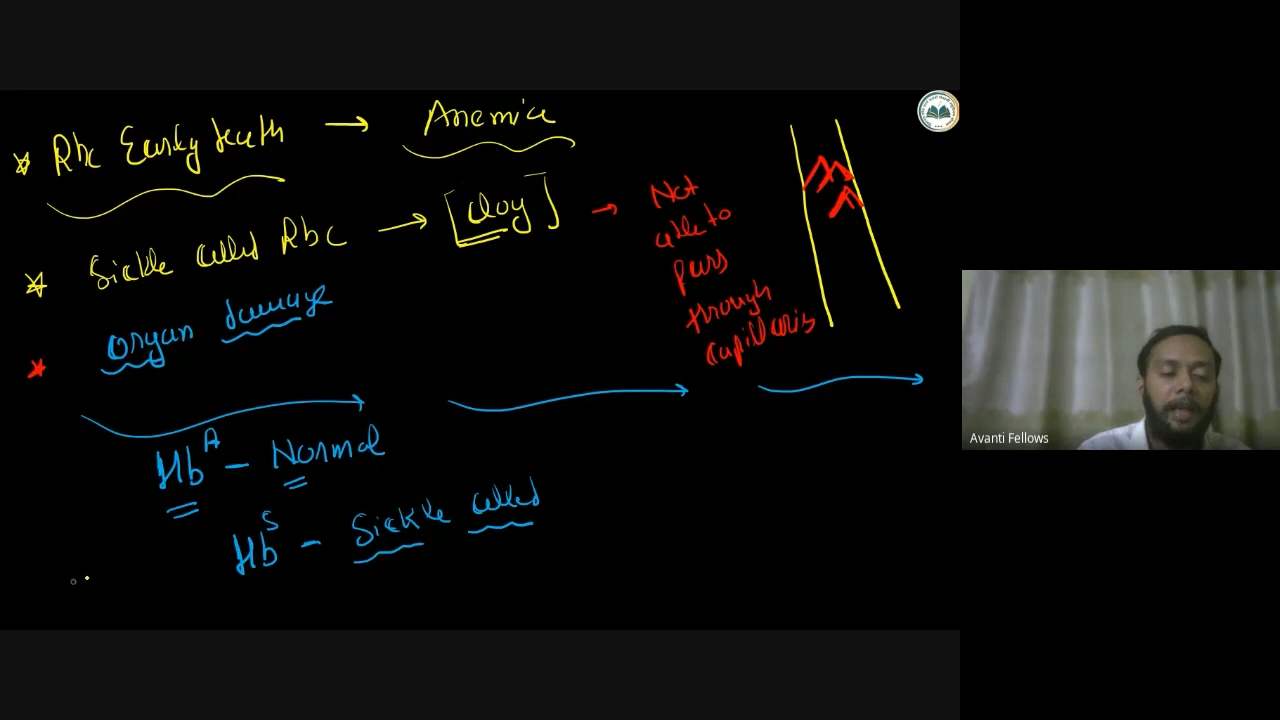 Rbc Early death → Anemia
Sickle celled Rbc → [clog] → Not
able to
pass
through
capillaries
organ damage
Hb^A - Normal
Hb^S - Sickle celled
Avanti Fellows